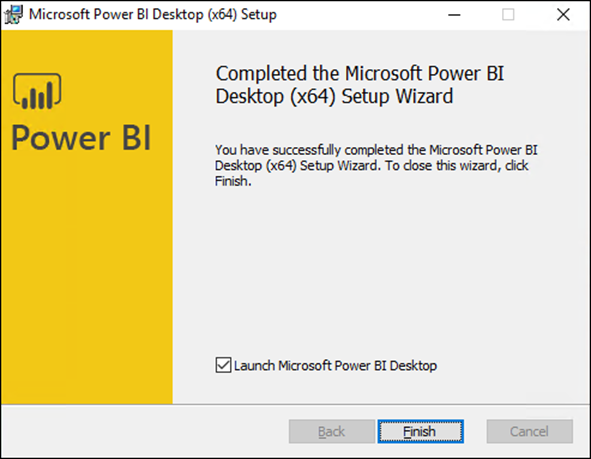 Microsoft Power BI Desktop (x64) Setup
Power BI
Completed the Microsoft Power BI
Desktop (x64) Setup Wizard
You have successfully completed the Microsoft Power BI
Desktop (x64) Setup Wizard. To close this wizard, click
Finish.
Launch Microsoft Power BI Desktop
Back Finish Cancel